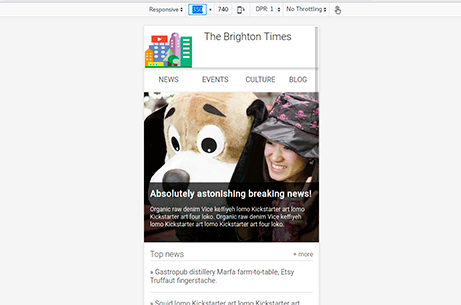 Responsive 350 × 740 DPR: 1 No Throttling
The Brighton Times
NEWS EVENTS CULTURE BLOG
Absolutely astonishing breaking news!
Organic raw denim Vice keffiyeh lomo Kickstarter art lomo
Kickstarter art four loko. Organic raw denim Vice keffiyeh
lomo Kickstarter art lomo Kickstarter art four loko.
Top news + more
» Gastropub distillery Marfa farm-to-table, Etsy
Truffaut fingerstache.
» Squid lomo Kickstarter art lomo Kickstarter art